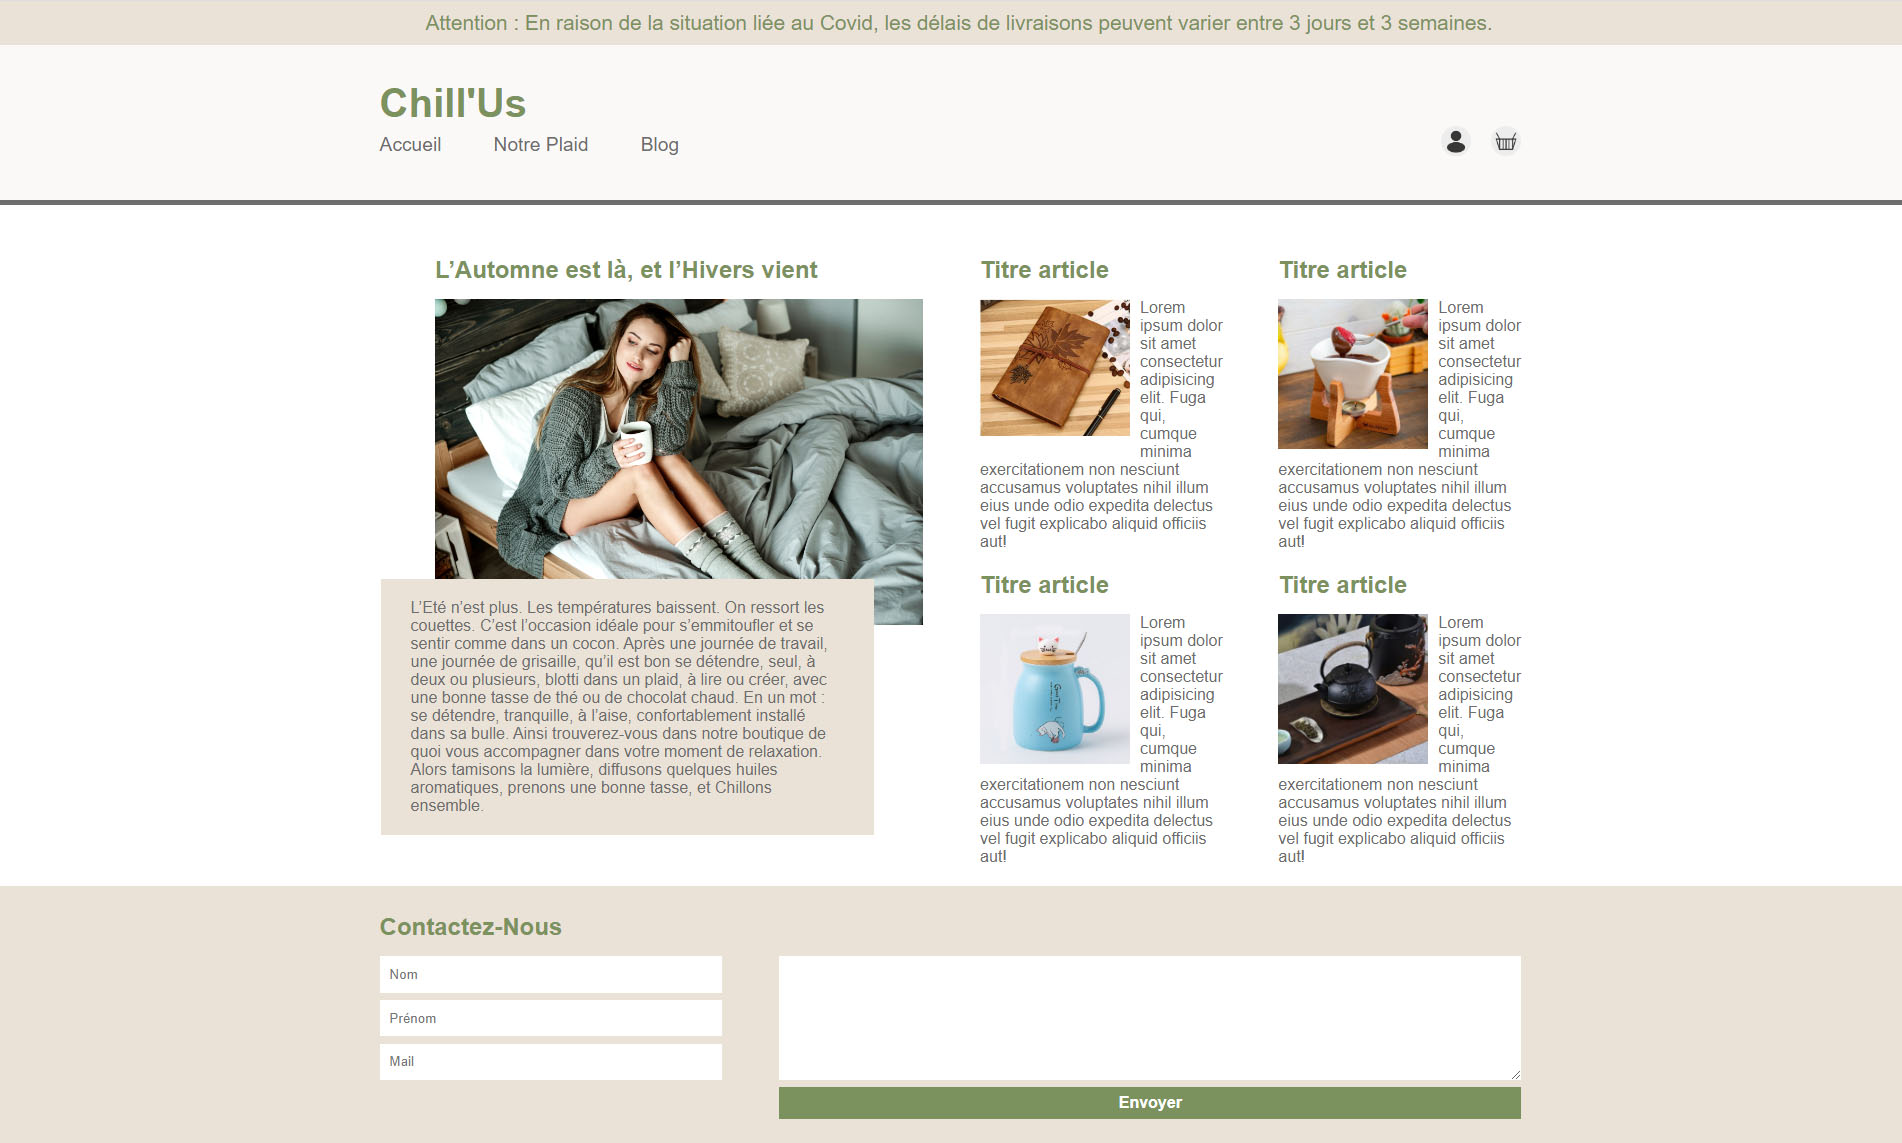 Attention : En raison de la situation liée au Covid, les délais de livraisons peuvent varier entre 3 jours et 3 semaines.
Chill'Us
Accueil Notre Plaid Blog
L’Automne est là, et l’Hivers vient
L’Eté n’est plus. Les températures baissent. On ressort les
couettes. C’est l’occasion idéale pour s’emmitoufler et se
sentir comme dans un cocon. Après une journée de travail,
une journée de grisaille, qu’il est bon se détendre, seul, à
deux ou plusieurs, blotti dans un plaid, à lire ou créer, avec
une bonne tasse de thé ou de chocolat chaud. En un mot :
se détendre, tranquille, à l’aise, confortablement installé
dans sa bulle. Ainsi trouverez-vous dans notre boutique de
quoi vous accompagner dans votre moment de relaxation.
Alors tamisons la lumière, diffusons quelques huiles
aromatiques, prenons une bonne tasse, et Chillons
ensemble.
Titre article
Lorem
ipsum dolor
sit amet
consectetur
adipisicing
elit. Fuga
qui,
cumque
minima
exercitationem non nesciunt
accusamus voluptates nihil illum
eius unde odio expedita delectus
vel fugit explicabo aliquid officiis
aut!
Titre article
Lorem
ipsum dolor
sit amet
consectetur
adipisicing
elit. Fuga
qui,
cumque
minima
exercitationem non nesciunt
accusamus voluptates nihil illum
eius unde odio expedita delectus
vel fugit explicabo aliquid officiis
aut!
Titre article
Lorem
ipsum dolor
sit amet
consectetur
adipisicing
elit. Fuga
qui,
cumque
minima
exercitationem non nesciunt
accusamus voluptates nihil illum
eius unde odio expedita delectus
vel fugit explicabo aliquid officiis
aut!
Titre article
Lorem
ipsum dolor
sit amet
consectetur
adipisicing
elit. Fuga
qui,
cumque
minima
exercitationem non nesciunt
accusamus voluptates nihil illum
eius unde odio expedita delectus
vel fugit explicabo aliquid officiis
aut!
Contactez-Nous
Nom
Prénom
Mail
Envoyer